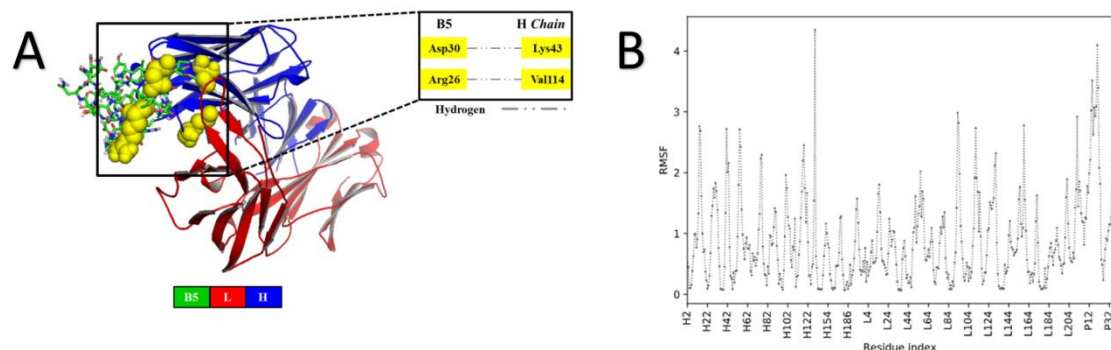 A
B5 H Chain
Asp30 Lys43
Arg26 Val114
Hydrogen
B5 L H
B
RMSF
4
3
2
1
0
H2 H22 H42 H62 H82 H102 H122 H154 H186 L4 L24 L44 L64 L84 L104 L124 L144 L164 L184 L204 P12 P32
Residue index